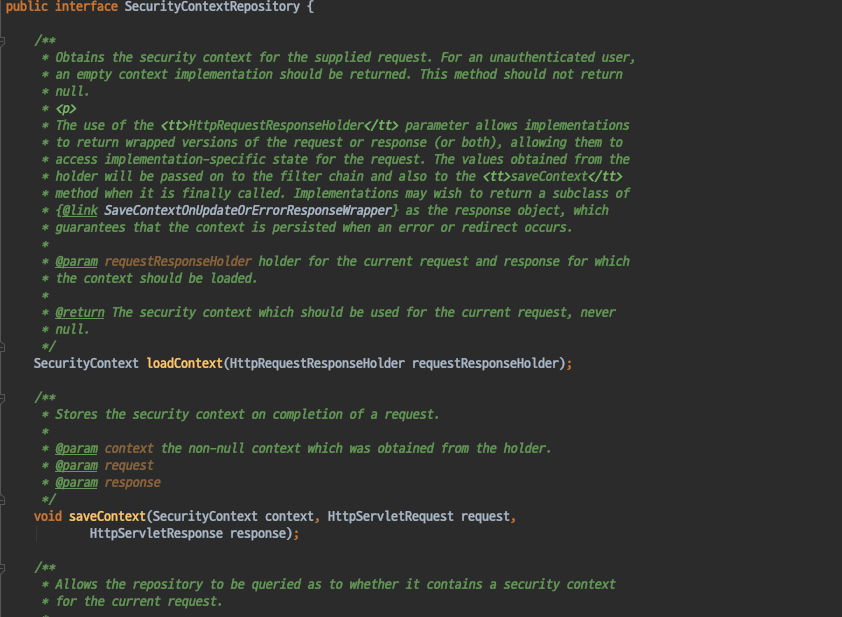 public interface SecurityContextRepository {
/**
* Obtains the security context for the supplied request. For an unauthenticated user,
* an empty context implementation should be returned. This method should not return
* null.
* <p>
* The use of the <tt>HttpRequestResponseHolder</tt> parameter allows implementations
* to return wrapped versions of the request or response (or both), allowing them to
* access implementation-specific state for the request. The values obtained from the
* holder will be passed on to the filter chain and also to the <tt>saveContext</tt>
* method when it is finally called. Implementations may wish to return a subclass of
* {@link SaveContextOnUpdateOrErrorResponseWrapper} as the response object, which
* guarantees that the context is persisted when an error or redirect occurs.
*
* @param requestResponseHolder holder for the current request and response for which
* the context should be loaded.
*
* @return The security context which should be used for the current request, never
* null.
*/
SecurityContext loadContext(HttpRequestResponseHolder requestResponseHolder);
/**
* Stores the security context on completion of a request.
*
* @param context the non-null context which was obtained from the holder.
* @param request
* @param response
*/
void saveContext(SecurityContext context, HttpServletRequest request,
HttpServletResponse response);
/**
* Allows the repository to be queried as to whether it contains a security context
* for the current request.
*